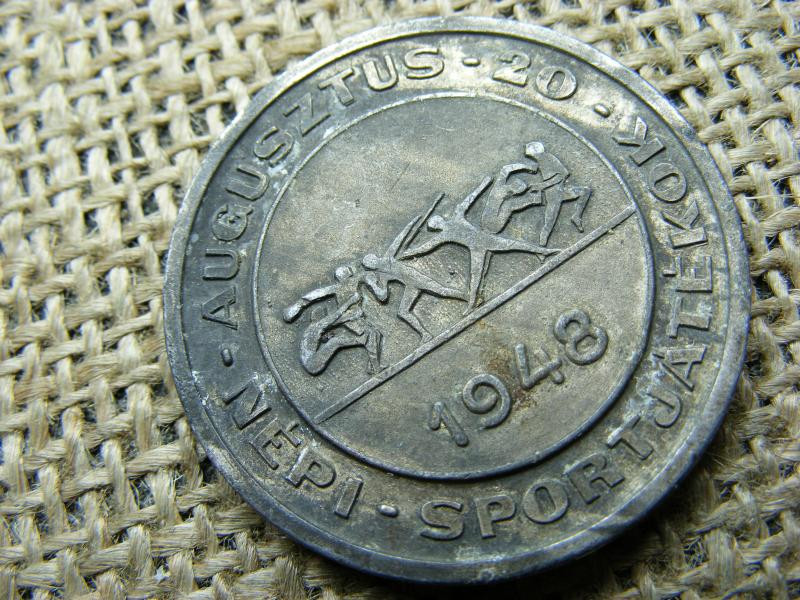 AUGUSZTUS - 20 -
NÉPI - SPORTJÁTÉKOK -
1948